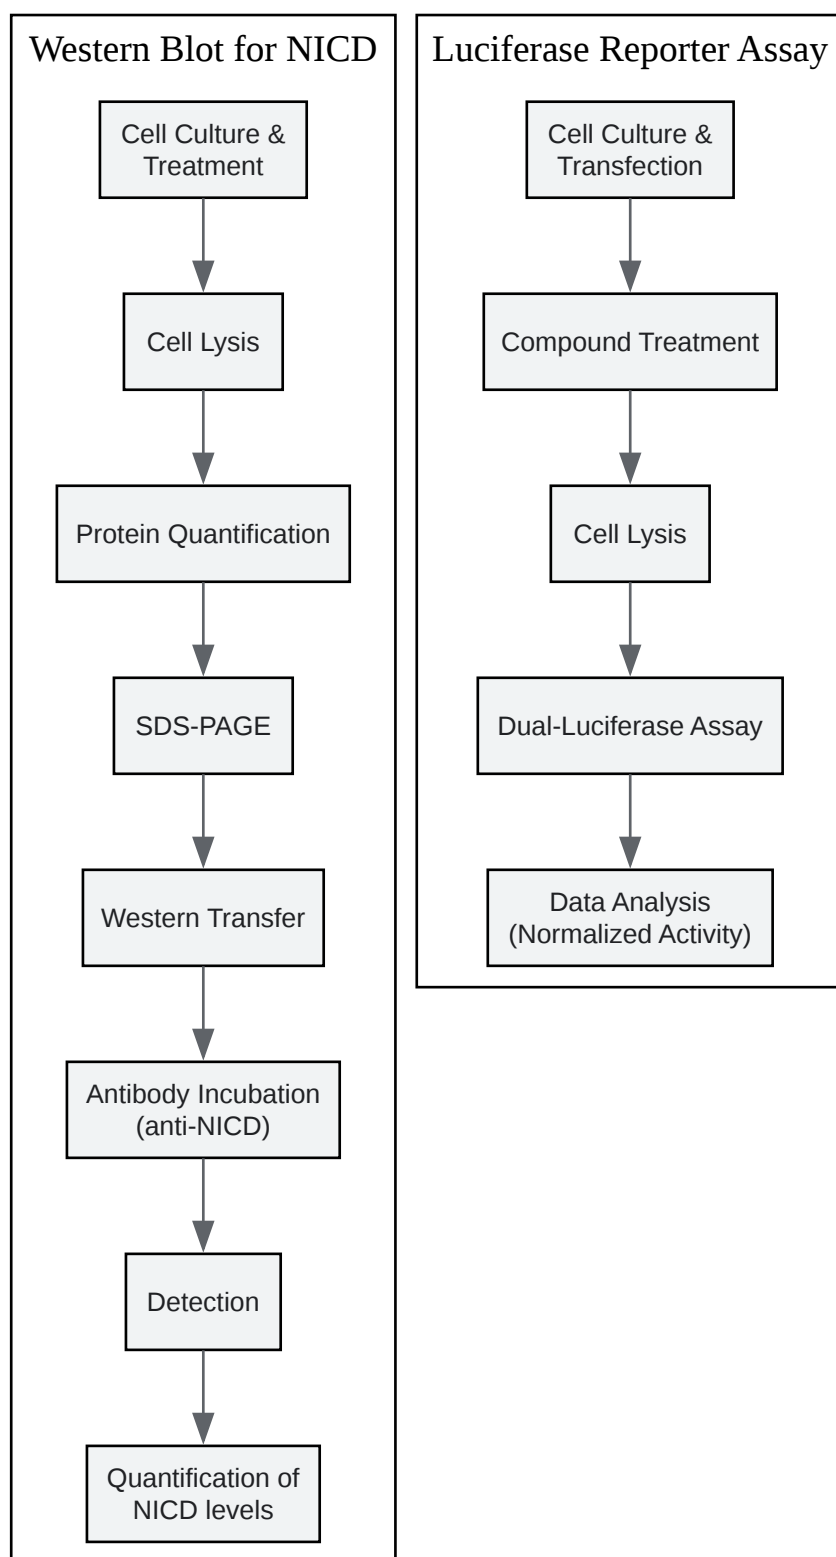 Western Blot for NICD
Cell Culture &
Treatment
Cell Lysis
Protein Quantification
SDS-PAGE
Western Transfer
Antibody Incubation
(anti-NICD)
Detection
Quantification of
NICD levels
Luciferase Reporter Assay
Cell Culture &
Transfection
Compound Treatment
Cell Lysis
Dual-Luciferase Assay
Data Analysis
(Normalized Activity)